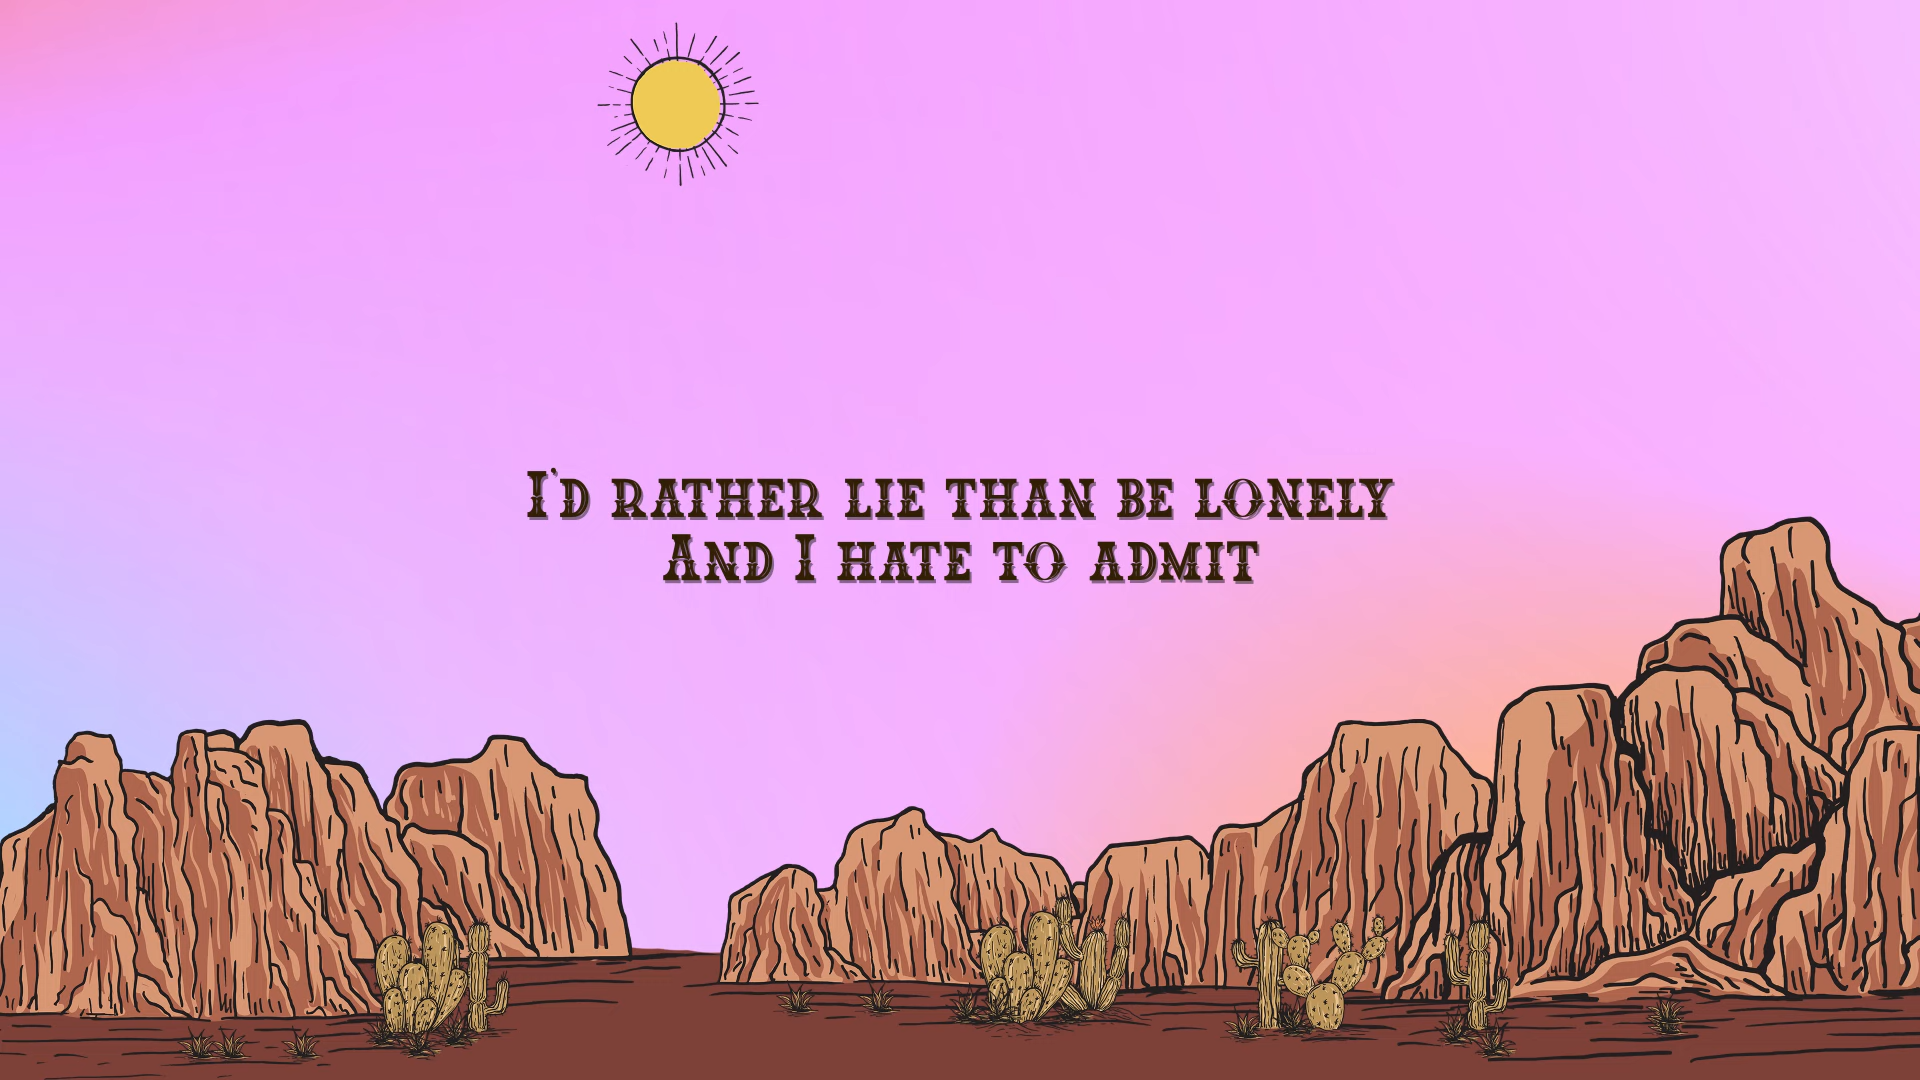 I'd rather lie than be lonely
And I hate to admit